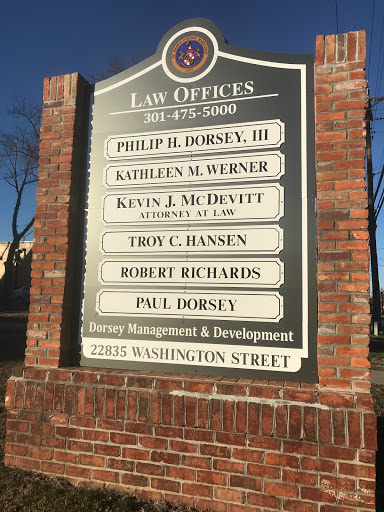 LAW OFFICES
301-475-5000
PHILIP H. DORSEY, III
KATHLEEN M. WERNER
KEVIN J. MCDEVITT
ATTORNEY AT LAW
TROY C. HANSEN
ROBERT RICHARDS
PAUL DORSEY
Dorsey Management & Development
22835 WASHINGTON STREET